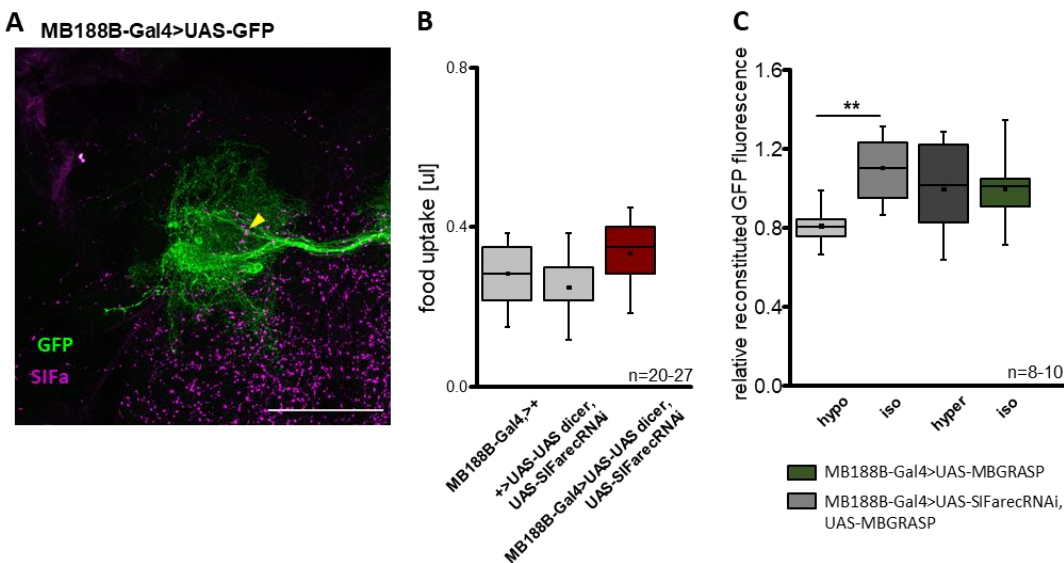 A
MB188B-Gal4>UAS-GFP
GFP
SIFa
B
food uptake [ul]
0.8
0.4
0.0
n=20-27
MB188B-Gal4,>+
+>UAS-UAS dicer,
UAS-SIFarecRNAi
MB188B-Gal4>UAS-UAS dicer,
UAS-SIFarecRNAi
C
relative reconstituted GFP fluorescence
1.6
1.2
0.8
0.4
0.0
**
n=8-10
hypo
iso
hyper
iso
MB188B-Gal4>UAS-MBGRASP
MB188B-Gal4>UAS-SIFarecRNAi,
UAS-MBGRASP